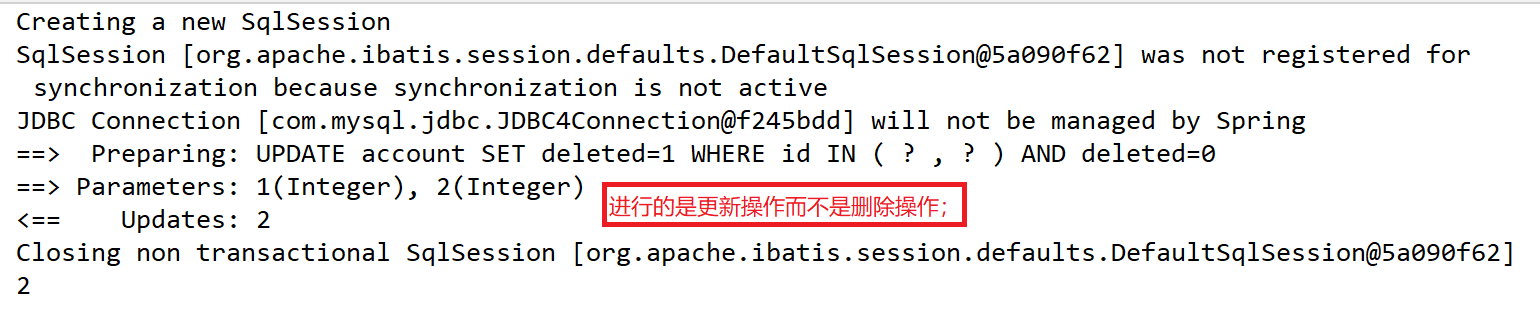 Creating a new SqlSession
SqlSession [org.apache.ibatis.session.defaults.DefaultSqlSession@5a090f62] was not registered for
synchronization because synchronization is not active
JDBC Connection [com.mysql.jdbc.JDBC4Connection@f245bdd] will not be managed by Spring
==>  Preparing: UPDATE account SET deleted=1 WHERE id IN ( ? , ? ) AND deleted=0
==> Parameters: 1(Integer), 2(Integer)
进行的是更新操作而不是删除操作；
<==    Updates: 2
Closing non transactional SqlSession [org.apache.ibatis.session.defaults.DefaultSqlSession@5a090f62]
2